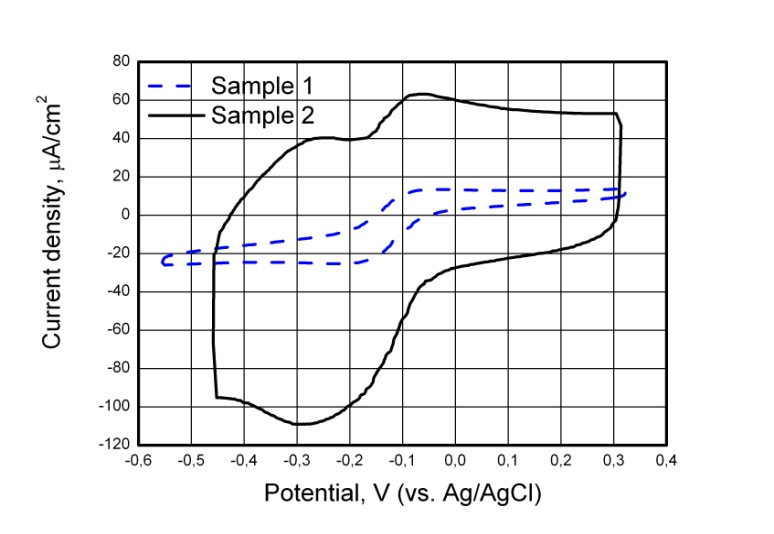 80
60
40
20
0
-20
-40
-60
-80
-100
-120
Sample 1
Sample 2
Current density, μA/cm²
-0,6 -0,5 -0,4 -0,3 -0,2 -0,1 0,0 0,1 0,2 0,3 0,4
Potential, V (vs. Ag/AgCl)